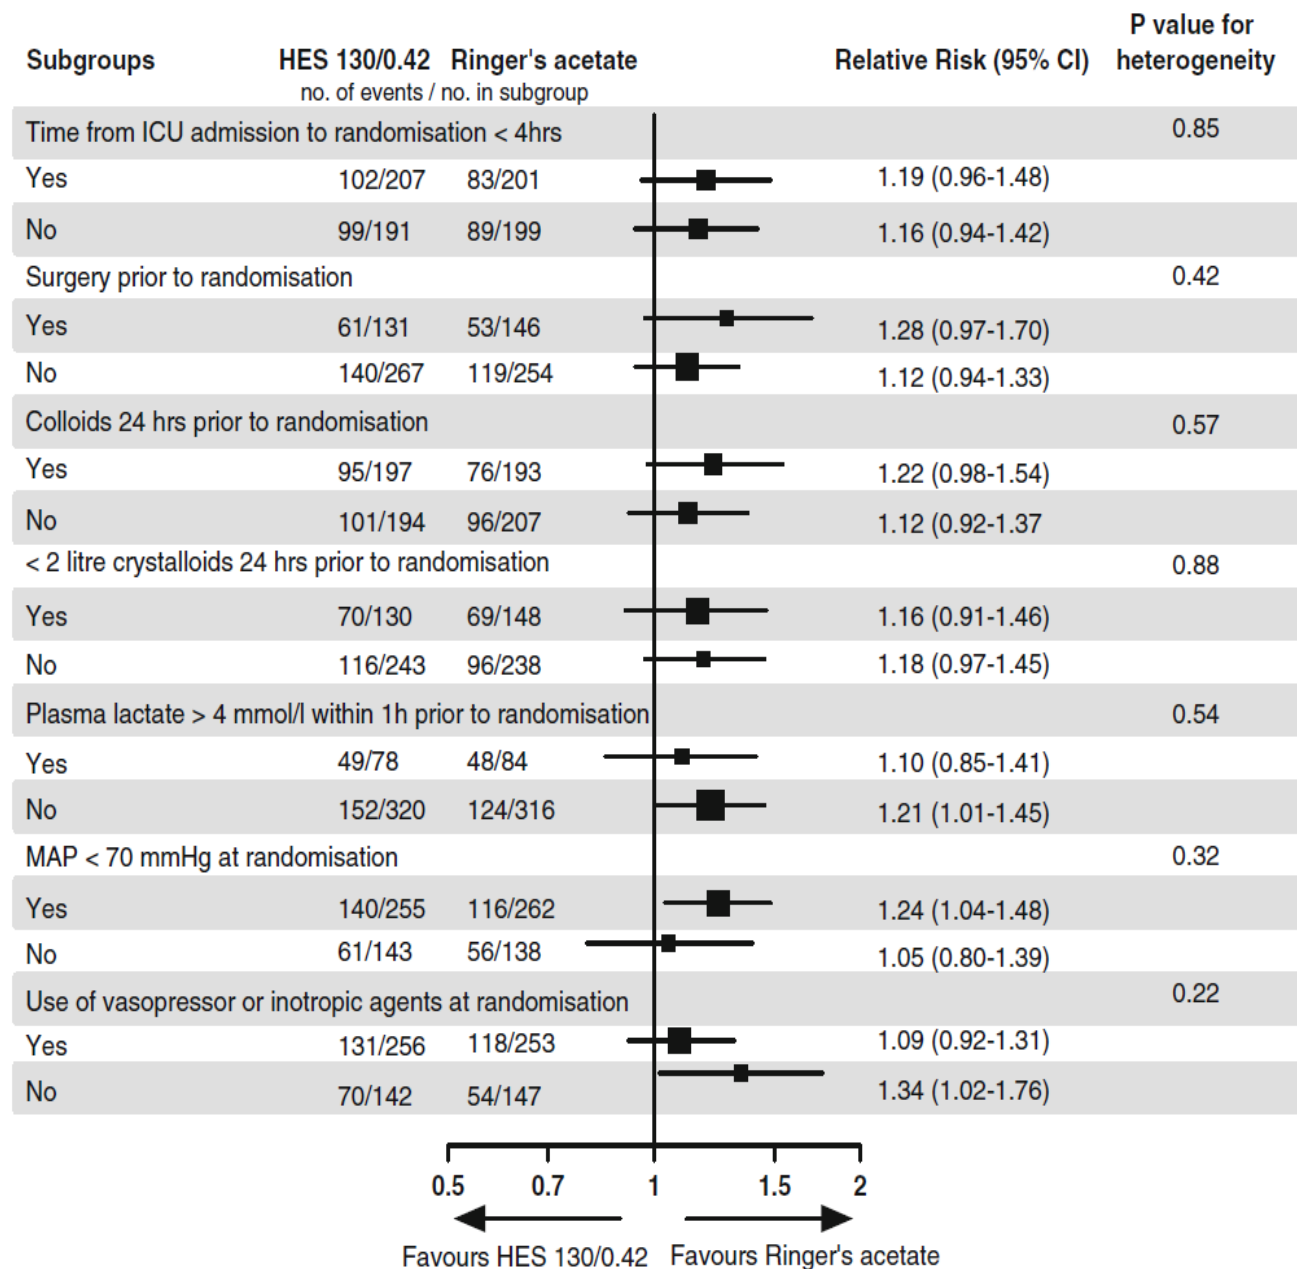 P value for
Subgroups HES 130/0.42 Ringer's acetate Relative Risk (95% CI) heterogeneity
no. of events / no. in subgroup
Time from ICU admission to randomisation < 4hrs 0.85
Yes 102/207 83/201 1.19 (0.96-1.48)
No 99/191 89/199 1.16 (0.94-1.42)
Surgery prior to randomisation 0.42
Yes 61/131 53/146 1.28 (0.97-1.70)
No 140/267 119/254 1.12 (0.94-1.33)
Colloids 24 hrs prior to randomisation 0.57
Yes 95/197 76/193 1.22 (0.98-1.54)
No 101/194 96/207 1.12 (0.92-1.37
< 2 litre crystalloids 24 hrs prior to randomisation 0.88
Yes 70/130 69/148 1.16 (0.91-1.46)
No 116/243 96/238 1.18 (0.97-1.45)
Plasma lactate > 4 mmol/l within 1h prior to randomisation 0.54
Yes 49/78 48/84 1.10 (0.85-1.41)
No 152/320 124/316 1.21 (1.01-1.45)
MAP < 70 mmHg at randomisation 0.32
Yes 140/255 116/262 1.24 (1.04-1.48)
No 61/143 56/138 1.05 (0.80-1.39)
Use of vasopressor or inotropic agents at randomisation 0.22
Yes 131/256 118/253 1.09 (0.92-1.31)
No 70/142 54/147 1.34 (1.02-1.76)
0.5 0.7 1 1.5 2
Favours HES 130/0.42 Favours Ringer's acetate